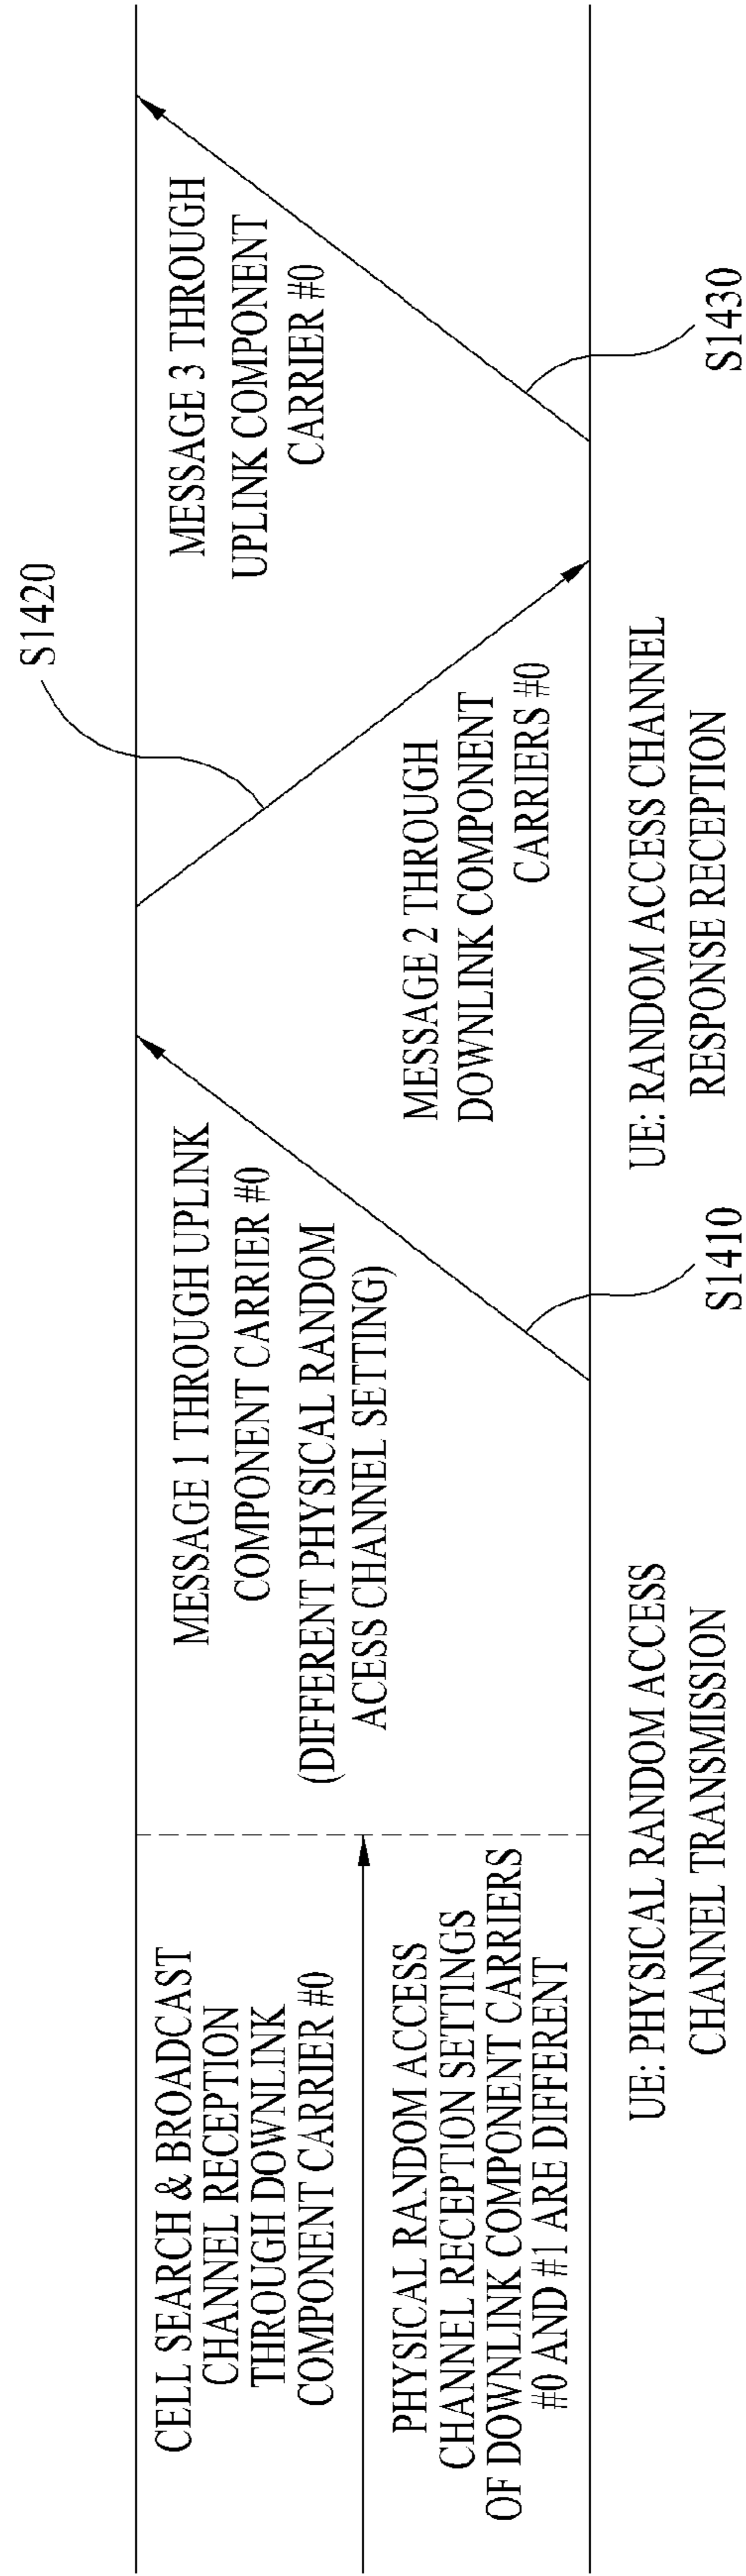 CELL SEARCH & BROADCAST
CHANNEL RECEPTION
THROUGH DOWNLINK
COMPONENT CARRIER #0
PHYSICAL RANDOM ACCESS
CHANNEL RECEPTION SETTINGS
OF DOWNLINK COMPONENT CARRIERS
#0 AND #1 ARE DIFFERENT
MESSAGE 1 THROUGH UPLINK
COMPONENT CARRIER #0
(DIFFERENT PHYSICAL RANDOM
ACESS CHANNEL SETTING)
S1410
UE: PHYSICAL RANDOM ACCESS
CHANNEL TRANSMISSION
S1420
MESSAGE 2 THROUGH
DOWNLINK COMPONENT
CARRIERS #0
UE: RANDOM ACCESS CHANNEL
RESPONSE RECEPTION
MESSAGE 3 THROUGH
UPLINK COMPONENT
CARRIER #0
S1430